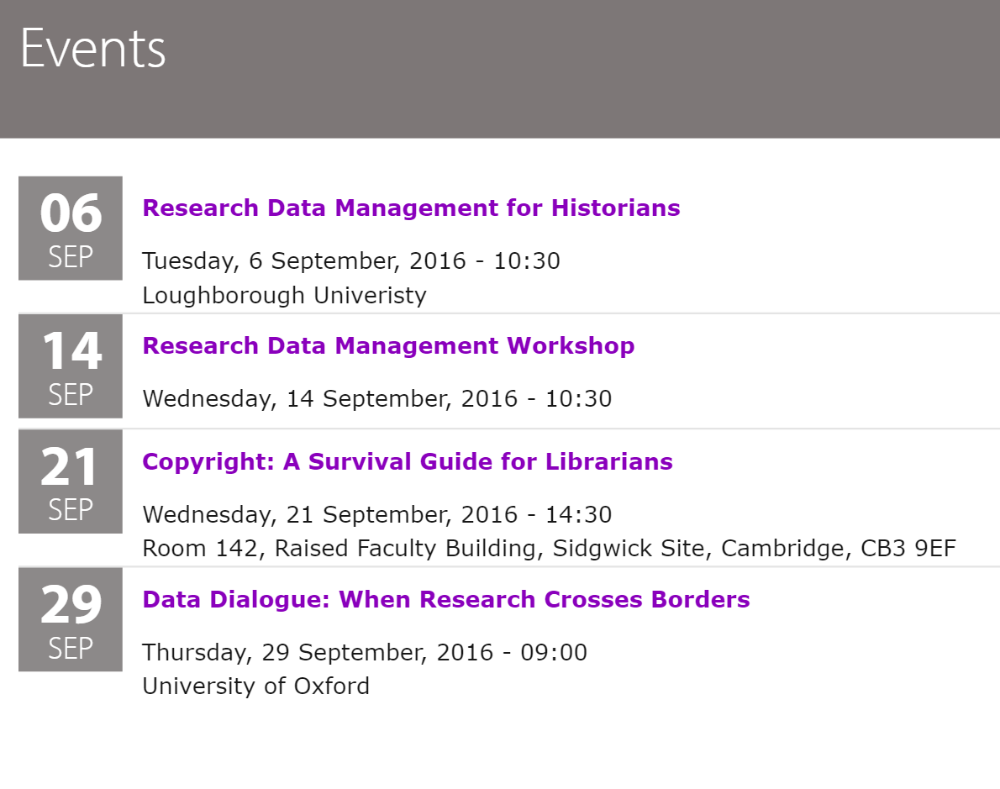 Events
06
SEP
Research Data Management for Historians
Tuesday, 6 September, 2016 - 10:30
Loughborough Univeristy
14
SEP
Research Data Management Workshop
Wednesday, 14 September, 2016 - 10:30
21
SEP
Copyright: A Survival Guide for Librarians
Wednesday, 21 September, 2016 - 14:30
Room 142, Raised Faculty Building, Sidgwick Site, Cambridge, CB3 9EF
29
SEP
Data Dialogue: When Research Crosses Borders
Thursday, 29 September, 2016 - 09:00
University of Oxford